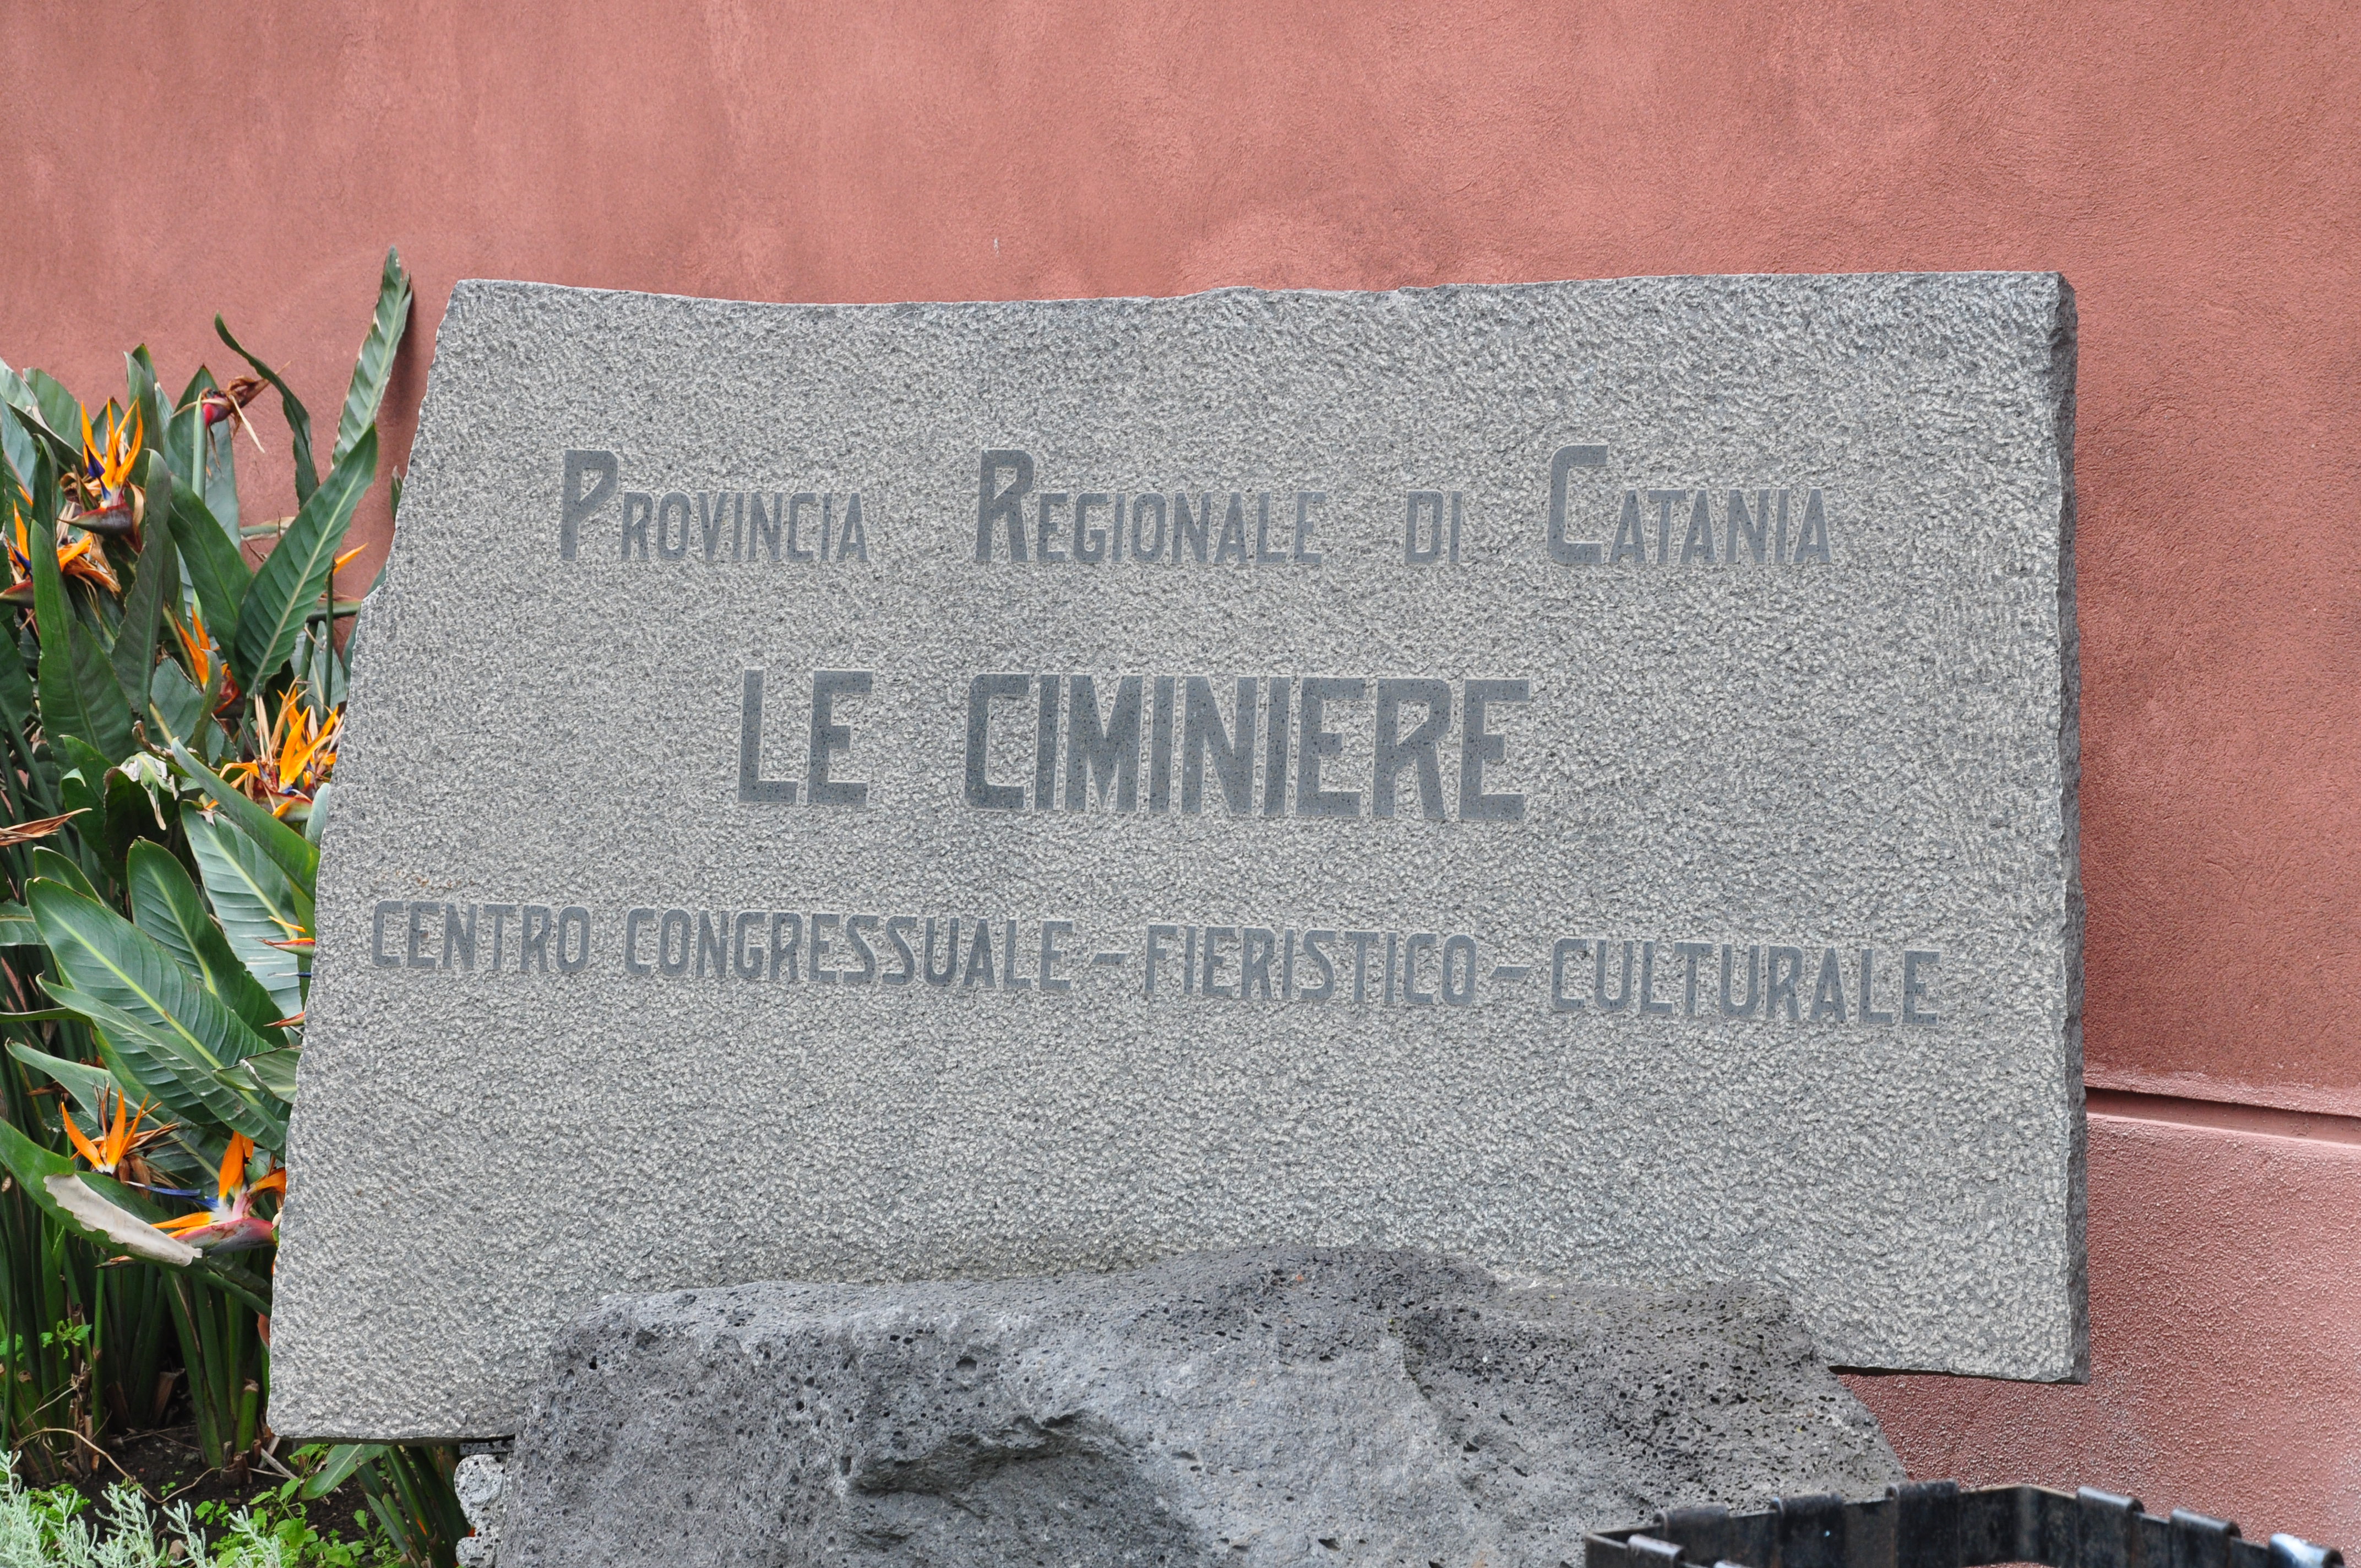 PROVINCIA REGIONALE DI CATANIA
LE CIMINIERE
CENTRO CONGRESSUALE - FIERISTICO - CULTURALE